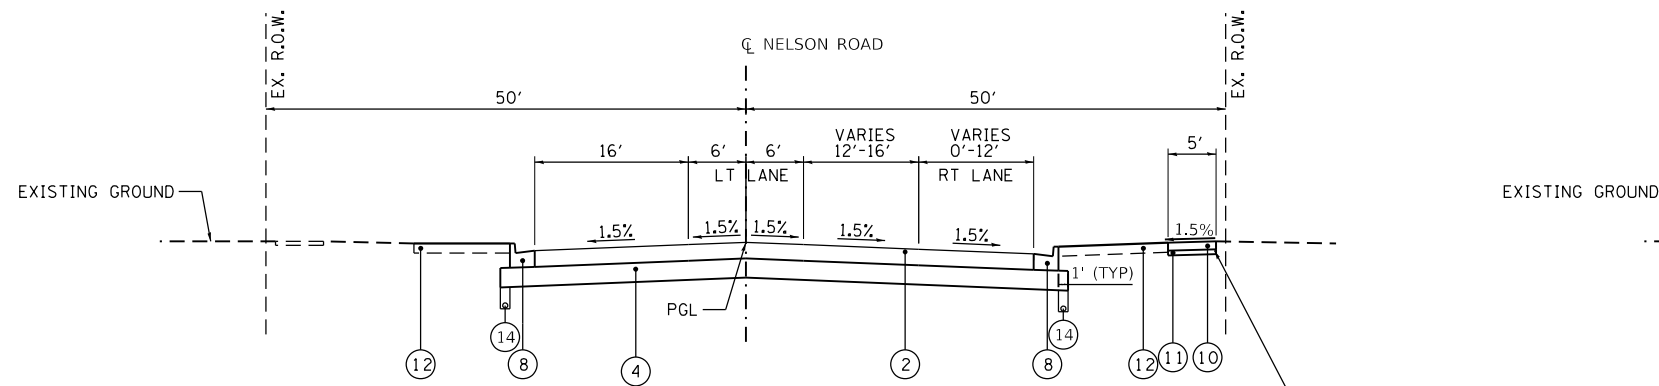 EX. R.O.W.
EX. R.O.W.
℄ NELSON ROAD
50'
50'
VARIES
12'-16'
VARIES
0'-12'
16'
6'
6'
5'
LT LANE
RT LANE
EXISTING GROUND
EXISTING GROUND
1.5%
1.5%
1.5%
1.5%
1.5%
1.5%
1' (TYP)
PGL
14
14
12
8
4
2
8
12
11
10